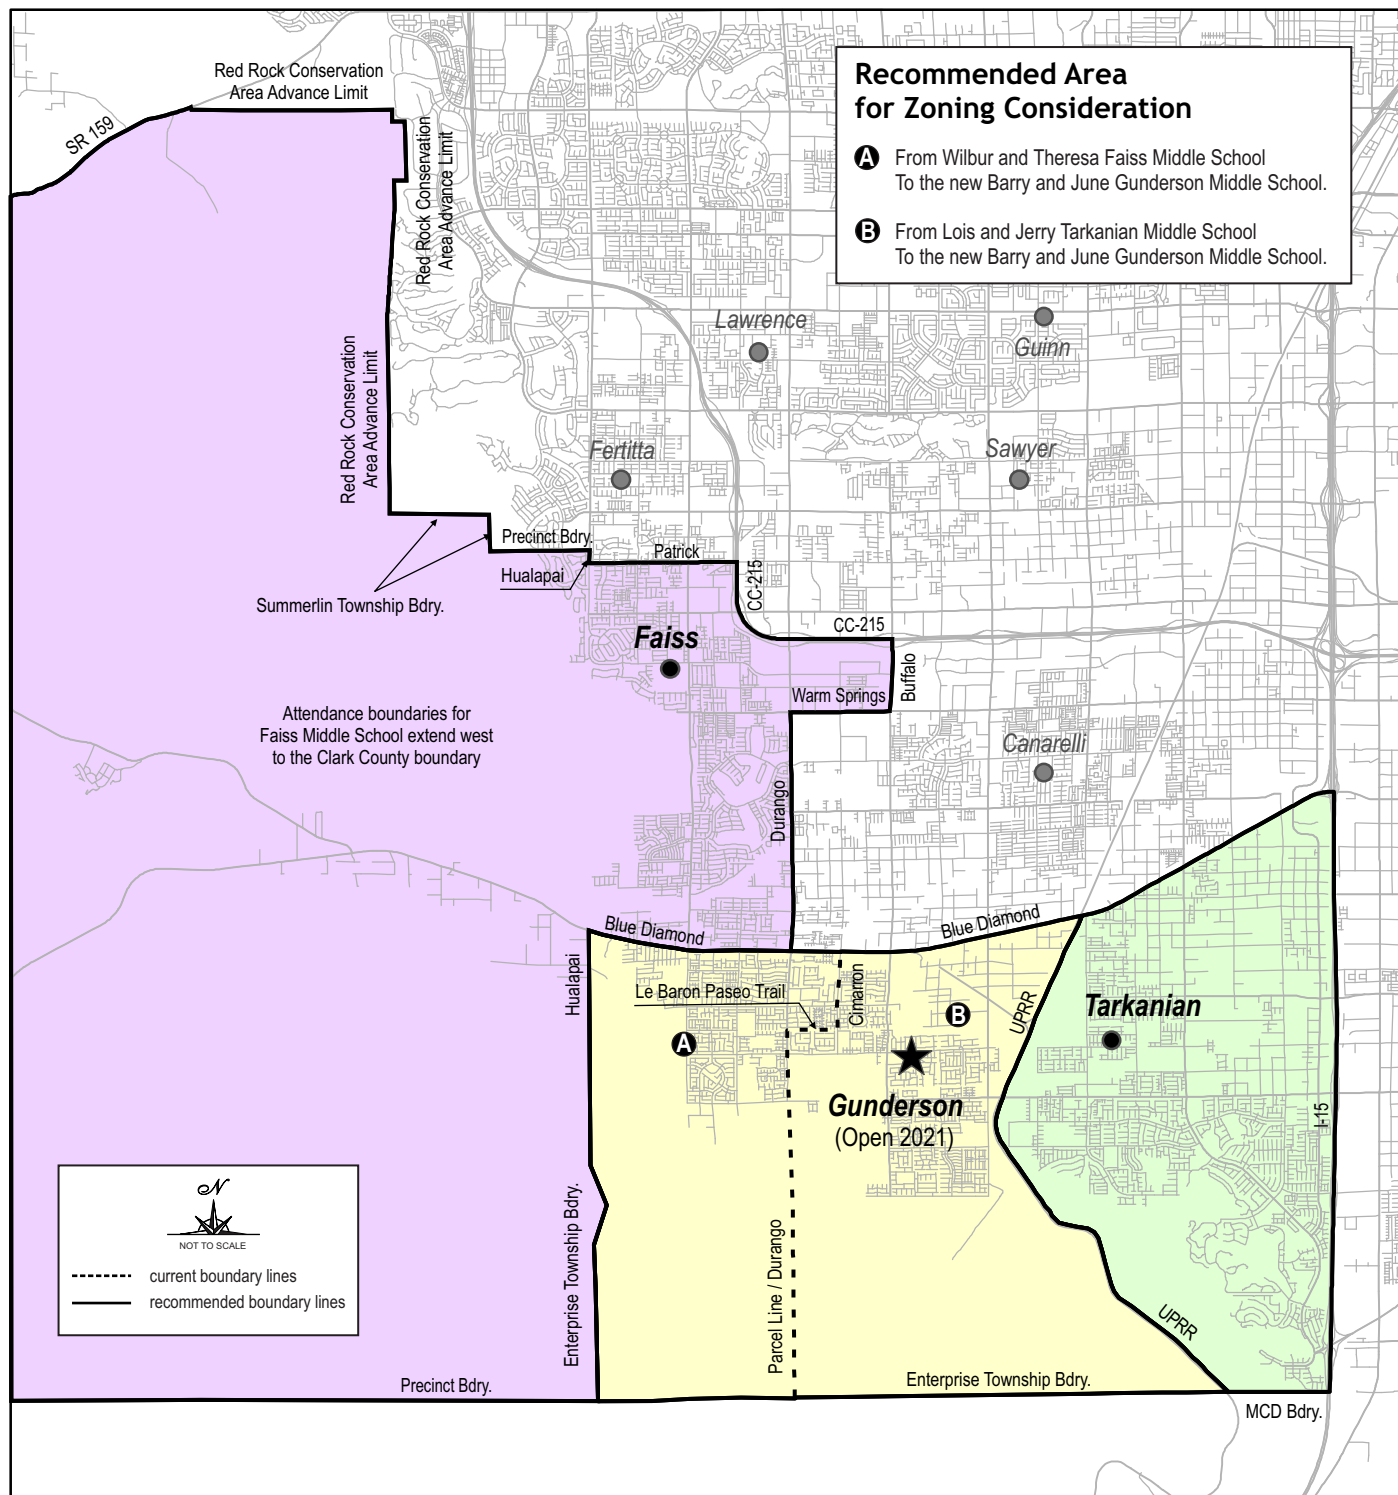 Recommended Area
for Zoning Consideration
A From Wilbur and Theresa Faiss Middle School
To the new Barry and June Gunderson Middle School.
B From Lois and Jerry Tarkanian Middle School
To the new Barry and June Gunderson Middle School.
Red Rock Conservation
Area Advance Limit
SR 159
Red Rock Conservation
Area Advance Limit
Red Rock Conservation
Area Advance Limit
Red Rock Conservation
Area Advance Limit
Lawrence
Guinn
Fertitta
Sawyer
Precinct Bdry.
Patrick
Hualapai
CC-215
Summerlin Township Bdry.
CC-215
Faiss
Buffalo
Warm Springs
Attendance boundaries for
Faiss Middle School extend west
to the Clark County boundary
Canarelli
Durango
Blue Diamond
Blue Diamond
Hualapai
Le Baron Paseo Trail
Cimarron
UPRR
Tarkanian
A
B
Gunderson
(Open 2021)
I-15
N
NOT TO SCALE
current boundary lines
recommended boundary lines
Enterprise Township Bdry.
Parcel Line / Durango
UPRR
Precinct Bdry.
Enterprise Township Bdry.
MCD Bdry.